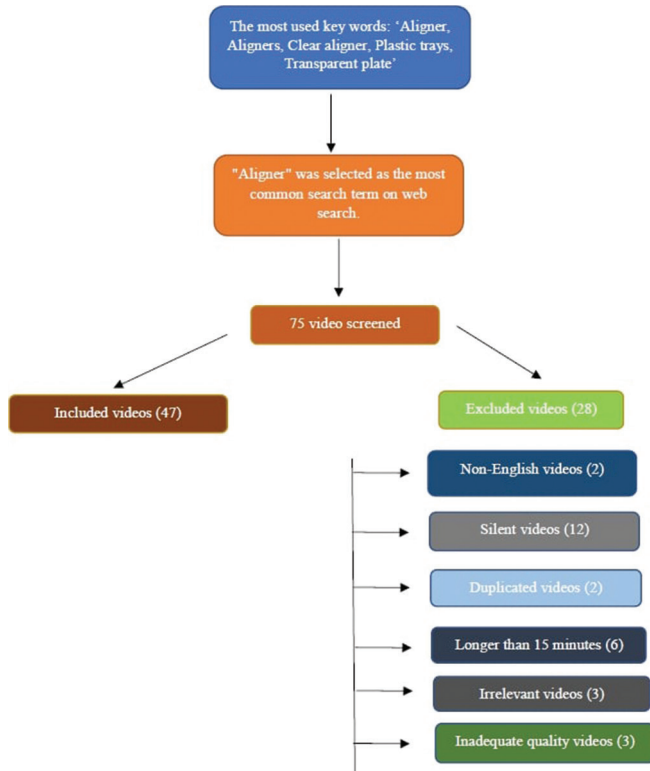 The most used key words: ‘Aligner,
Aligners, Clear aligner, Plastic trays,
Transparent plate’
"Aligner" was selected as the most
common search term on web
search.
75 video screened
Included videos (47)
Excluded videos (28)
Non-English videos (2)
Silent videos (12)
Duplicated videos (2)
Longer than 15 minutes (6)
Irrelevant videos (3)
Inadequate quality videos (3)